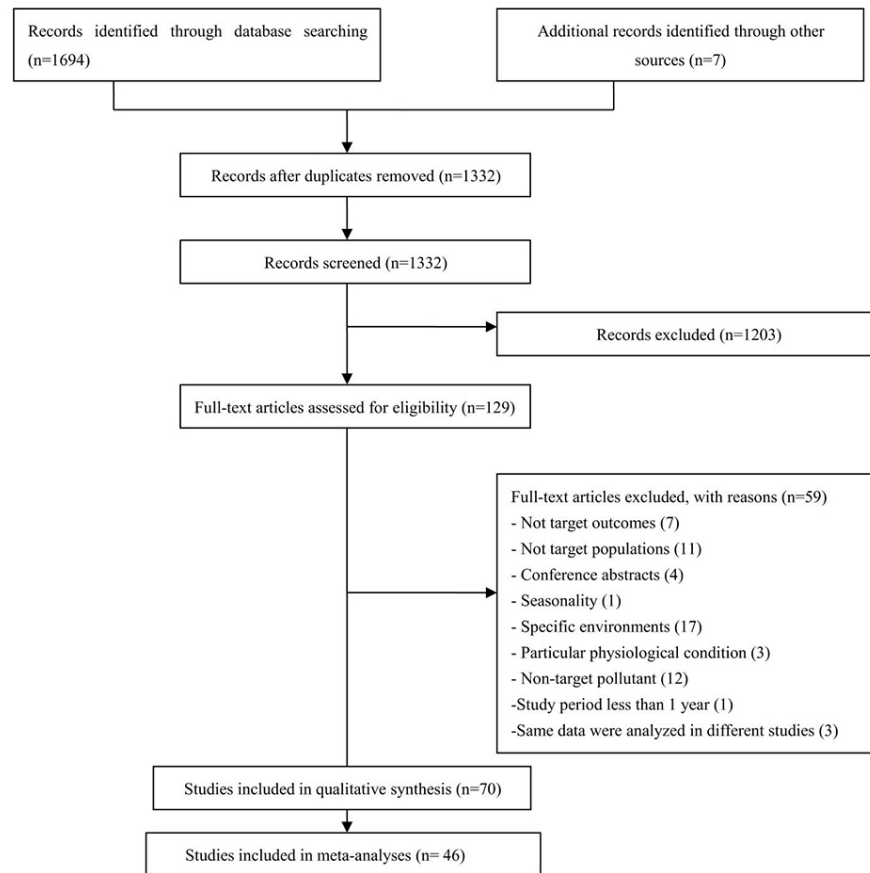 Records identified through database searching
(n=1694)
Additional records identified through other
sources (n=7)
Records after duplicates removed (n=1332)
Records screened (n=1332)
Records excluded (n=1203)
Full-text articles assessed for eligibility (n=129)
Full-text articles excluded, with reasons (n=59)
- Not target outcomes (7)
- Not target populations (11)
- Conference abstracts (4)
- Seasonality (1)
- Specific environments (17)
- Particular physiological condition (3)
- Non-target pollutant (12)
-Study period less than 1 year (1)
-Same data were analyzed in different studies (3)
Studies included in qualitative synthesis (n=70)
Studies included in meta-analyses (n= 46)